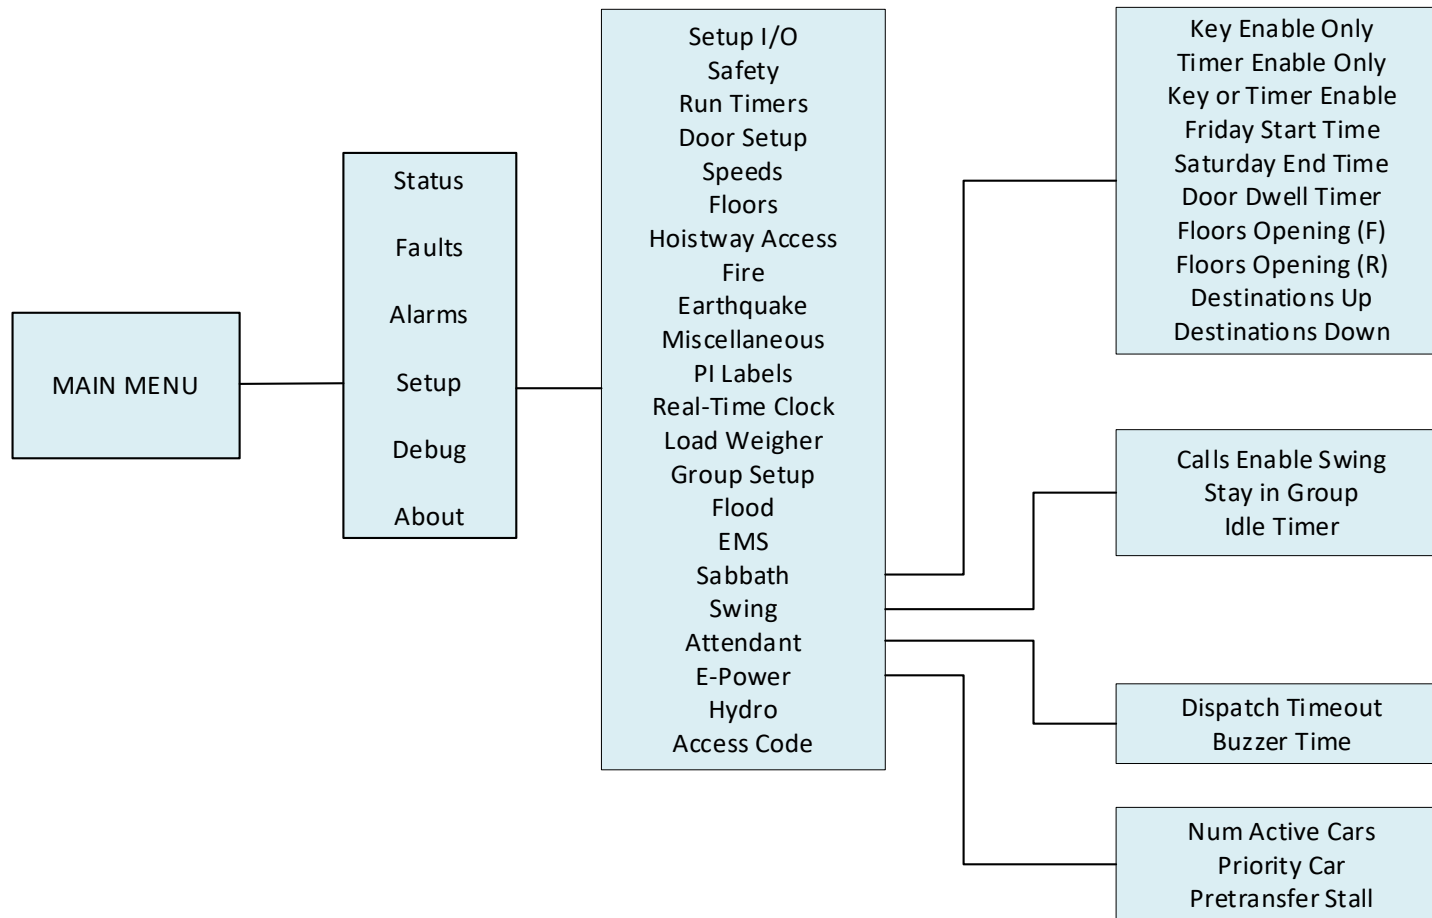 MAIN MENU
Status
Faults
Alarms
Setup
Debug
About
Setup I/O
Safety
Run Timers
Door Setup
Speeds
Floors
Hoistway Access
Fire
Earthquake
Miscellaneous
PI Labels
Real-Time Clock
Load Weigher
Group Setup
Flood
EMS
Sabbath
Swing
Attendant
E-Power
Hydro
Access Code
Key Enable Only
Timer Enable Only
Key or Timer Enable
Friday Start Time
Saturday End Time
Door Dwell Timer
Floors Opening (F)
Floors Opening (R)
Destinations Up
Destinations Down
Calls Enable Swing
Stay in Group
Idle Timer
Dispatch Timeout
Buzzer Time
Num Active Cars
Priority Car
Pretransfer Stall